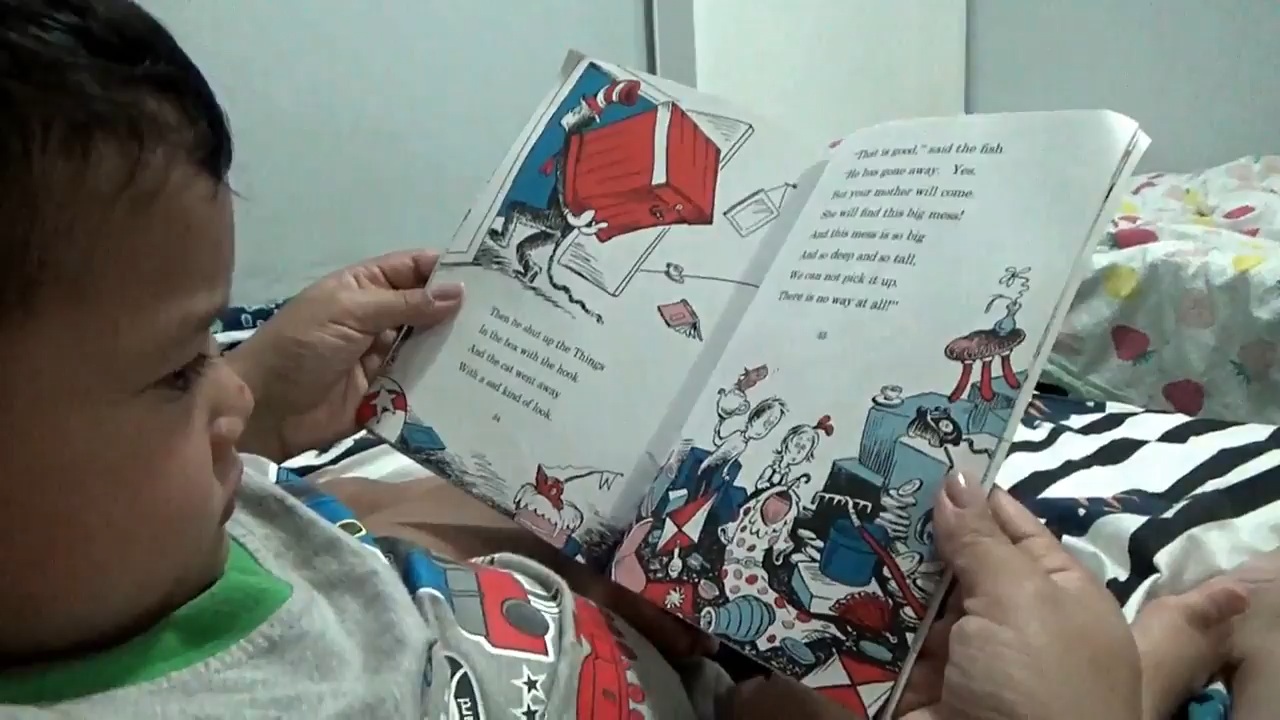 Then he shut up the Things
In the box with the hook.
And the cat went away
With a sad kind of look.
54
"That is good," said the fish.
"He has gone away. Yes.
But your mother will come.
She will find this big mess!
And this mess is so big
And so deep and so tall,
We can not pick it up.
There is no way at all!"
55